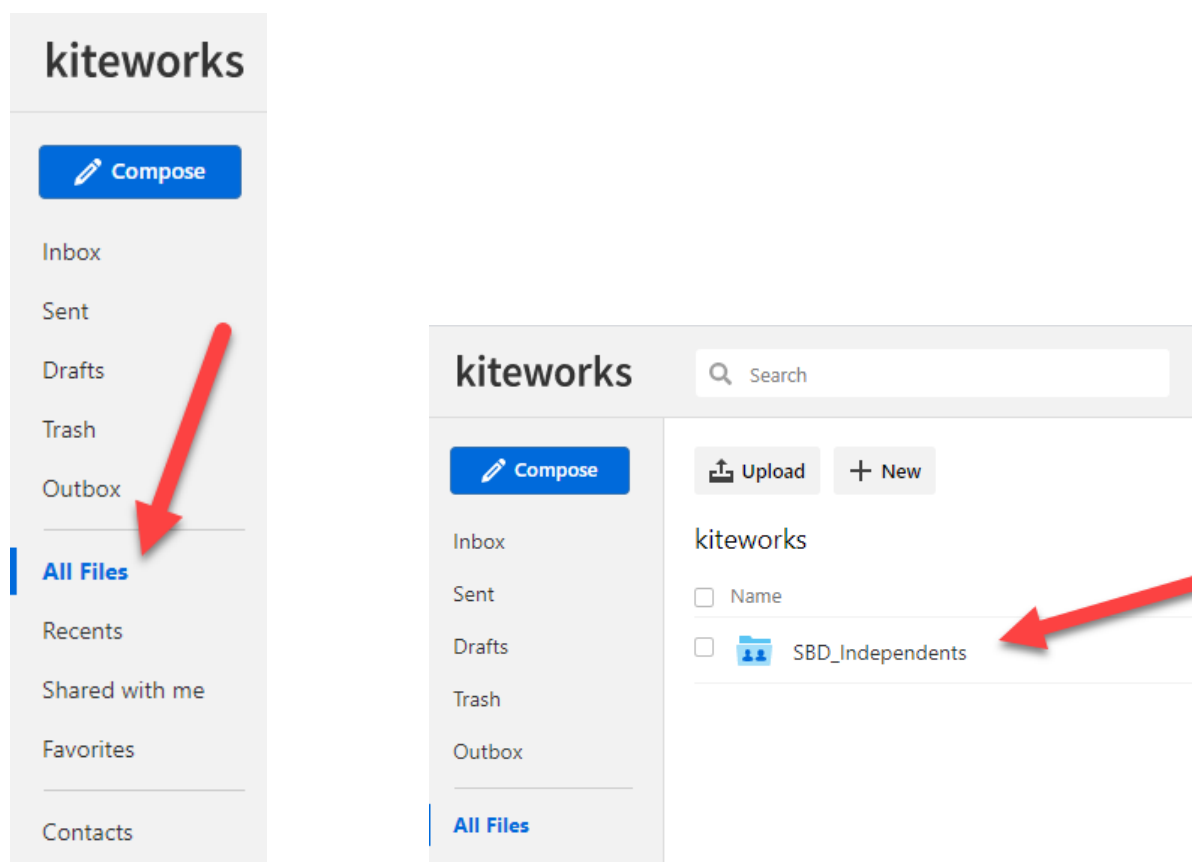 kiteworks
Compose
Inbox
Sent
Drafts
Trash
Outbox
All Files
Recents
Shared with me
Favorites
Contacts
kiteworks
Search
Compose
Inbox
Sent
Drafts
Trash
Outbox
All Files
Upload
New
kiteworks
Name
SBD_Independents